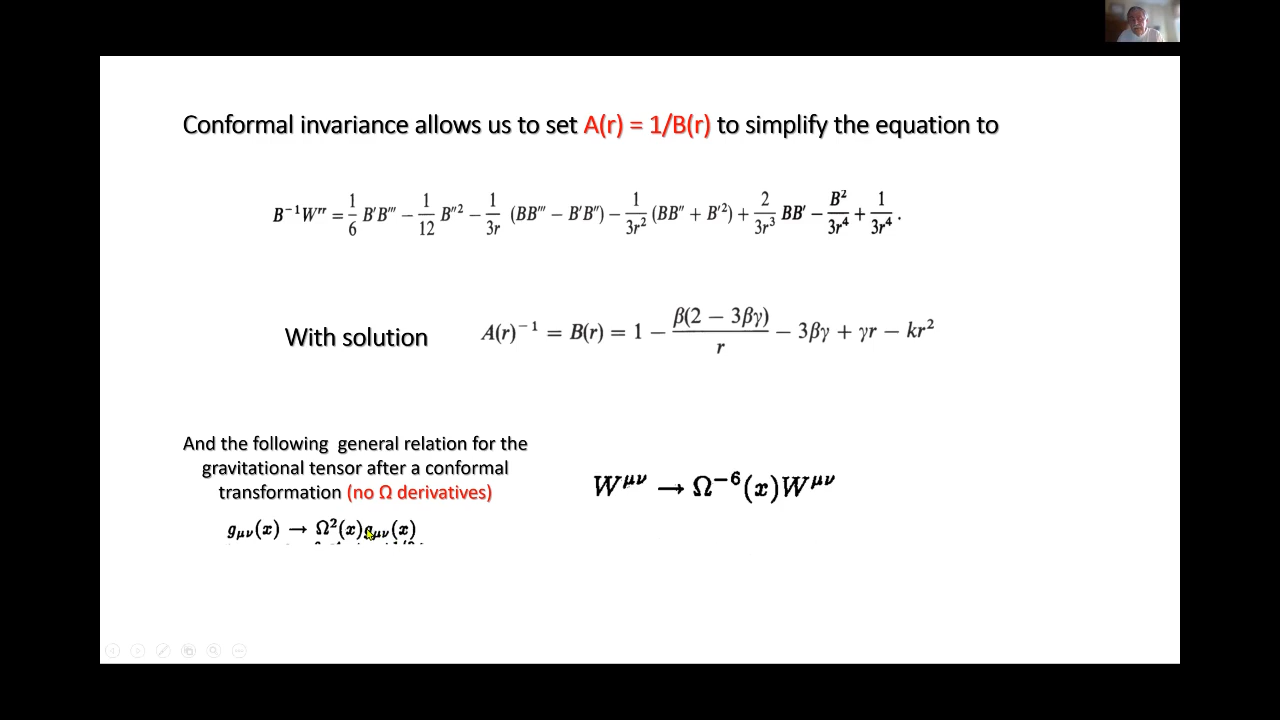 Conformal invariance allows us to set A(r) = 1/B(r) to simplify the equation to
B⁻¹Wʳʳ = 1/6 B′B‴ − 1/12 B″² − 1/3r (BB‴ − B′B″) − 1/3r² (BB″ + B′²) + 2/3r³ BB′ − B²/3r⁴ + 1/3r⁴ .
With solution A(r)⁻¹ = B(r) = 1 − β(2 − 3βγ)/r − 3βγ + γr − kr²
And the following general relation for the
gravitational tensor after a conformal
transformation (no Ω derivatives)
W^μν → Ω⁻⁶(x)W^μν
g_μν(x) → Ω²(x)g_μν(x)